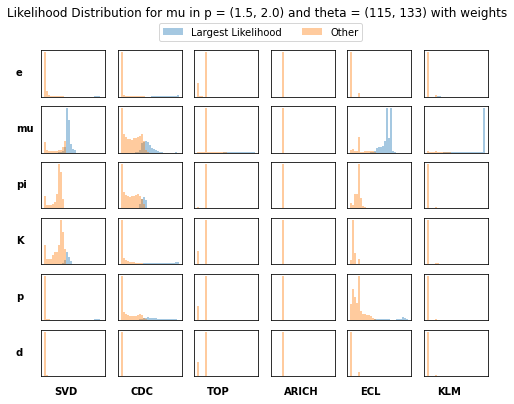 Likelihood Distribution for mu in p = (1.5, 2.0) and theta = (115, 133) with weights
Largest Likelihood Other
e
mu
pi
K
p
d
SVD CDC TOP ARICH ECL KLM